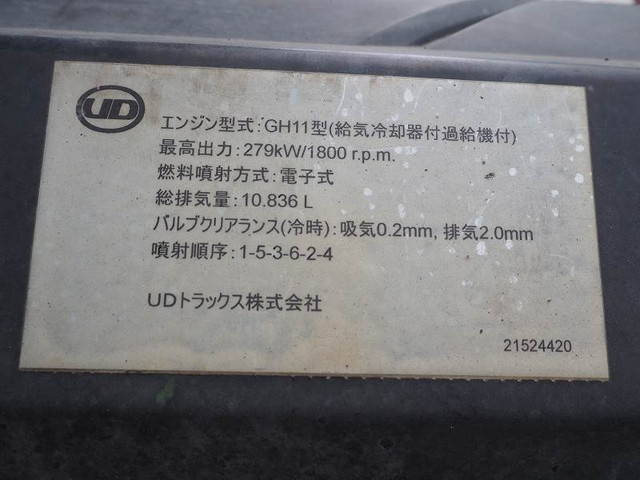 UD
エンジン型式:GH11型(給気冷却器付過給機付)
最高出力:279kW/1800 r.p.m.
燃料噴射方式:電子式
総排気量:10.836 L
バルブクリアランス(冷時):吸気0.2mm, 排気2.0mm
噴射順序:1-5-3-6-2-4
UDトラックス株式会社
21524420